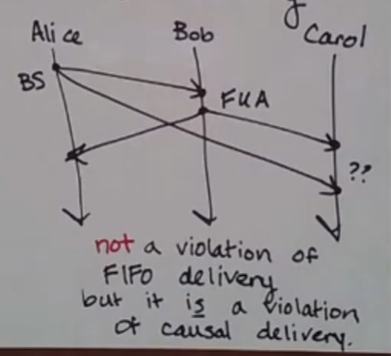 Alice Bob Carol
BS
FUA
??
not a violation of
FIFO delivery
but it is a violation
of causal delivery.